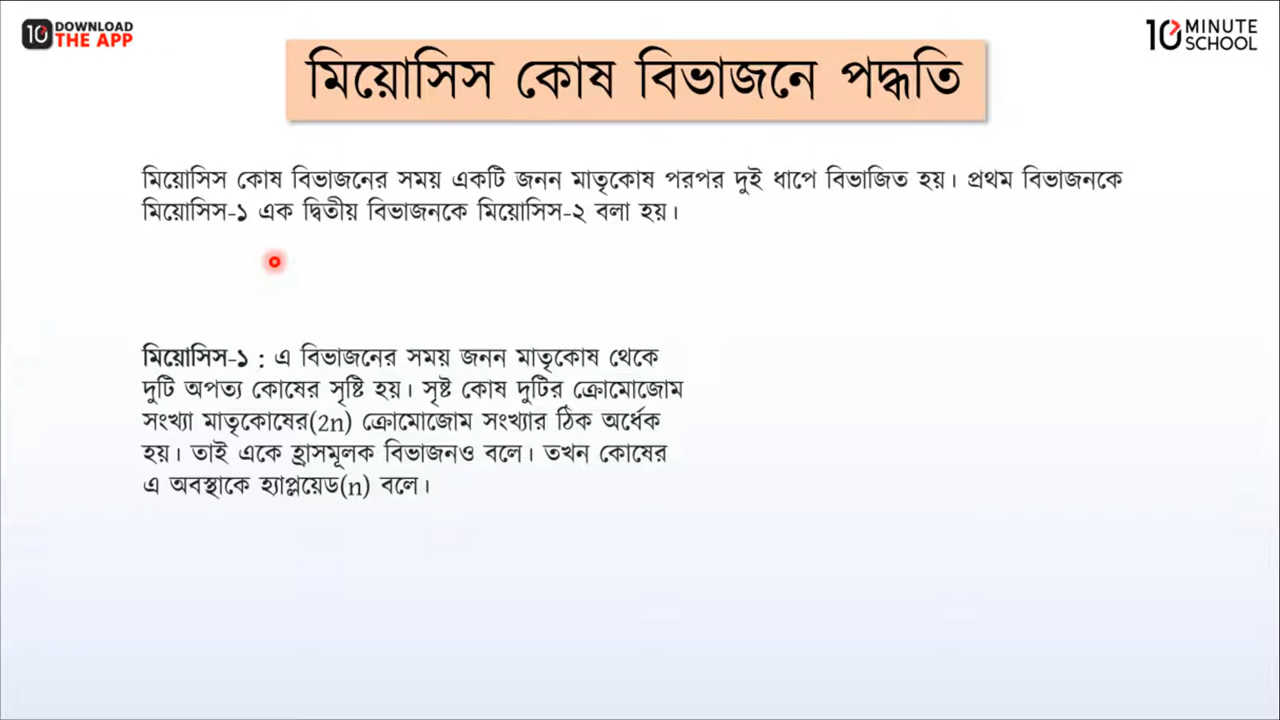 10 DOWNLOAD
THE APP
10 MINUTE
SCHOOL
মিয়োসিস কোষ বিভাজনে পদ্ধতি
মিয়োসিস কোষ বিভাজনের সময় একটি জনন মাতৃকোষ পরপর দুই ধাপে বিভাজিত হয়। প্রথম বিভাজনকে
মিয়োসিস-১ এক দ্বিতীয় বিভাজনকে মিয়োসিস-২ বলা হয়।
মিয়োসিস-১ : এ বিভাজনের সময় জনন মাতৃকোষ থেকে
দুটি অপত্য কোষের সৃষ্টি হয়। সৃষ্ট কোষ দুটির ক্রোমোজোম
সংখ্যা মাতৃকোষের(2n) ক্রোমোজোম সংখ্যার ঠিক অর্ধেক
হয়। তাই একে হ্রাসমূলক বিভাজনও বলে। তখন কোষের
এ অবস্থাকে হ্যাপ্লয়েড(n) বলে।